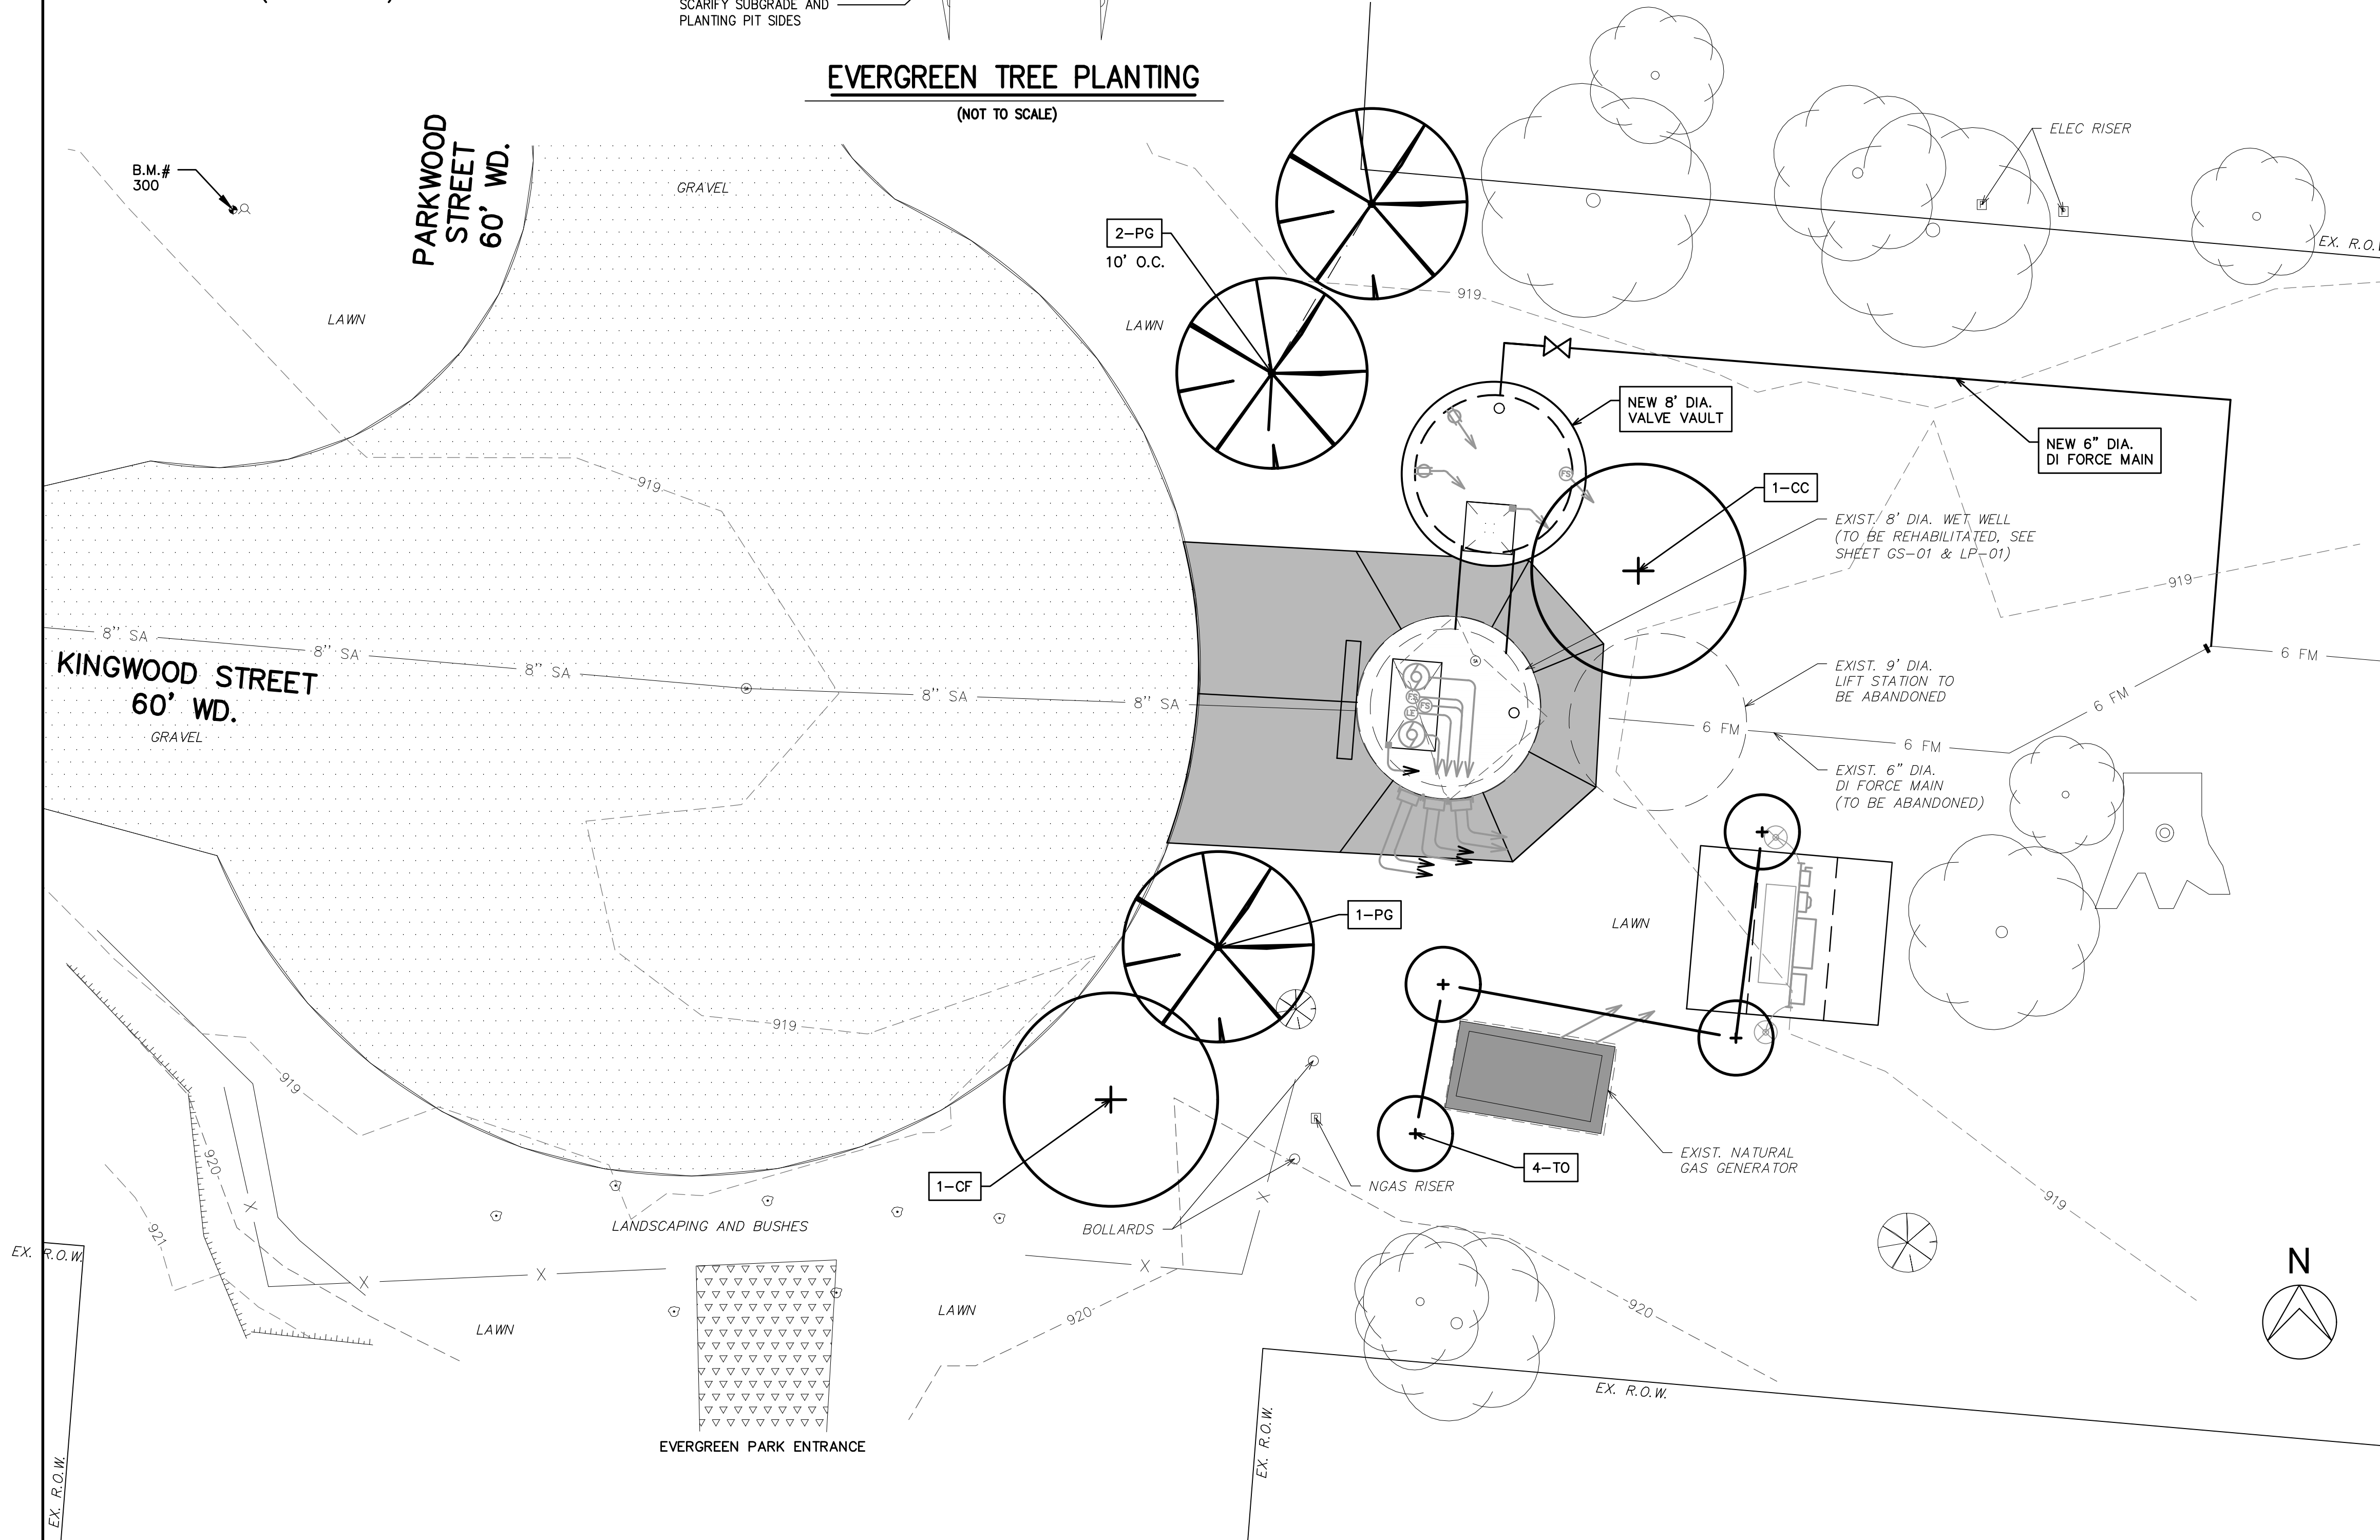 SCARIFY SUBGRADE AND
PLANTING PIT SIDES
EVERGREEN TREE PLANTING
(NOT TO SCALE)
B.M.#
300
PARKWOOD
STREET
60' WD.
GRAVEL
LAWN
2-PG
10' O.C.
LAWN
919
ELEC RISER
EX. R.O.W.
NEW 8' DIA.
VALVE VAULT
NEW 6" DIA.
DI FORCE MAIN
1-CC
EXIST. 8' DIA. WET WELL
(TO BE REHABILITATED, SEE
SHEET GS-01 & LP-01)
FS
919
919
8" SA
8" SA
8" SA
8" SA
8" SA
KINGWOOD STREET
60' WD.
GRAVEL
SA
FS
FS
LE
6 FM
EXIST. 9' DIA.
LIFT STATION TO
BE ABANDONED
6 FM
6 FM
6 FM
EXIST. 6" DIA.
DI FORCE MAIN
(TO BE ABANDONED)
1-PG
LAWN
919
919
920
921
1-CF
4-TO
EXIST. NATURAL
GAS GENERATOR
NGAS RISER
BOLLARDS
919
LANDSCAPING AND BUSHES
X
X
X
X
X
EX. R.O.W.
LAWN
LAWN
920
920
N
EX. R.O.W.
EX. R.O.W.
EX. R.O.W.
EVERGREEN PARK ENTRANCE